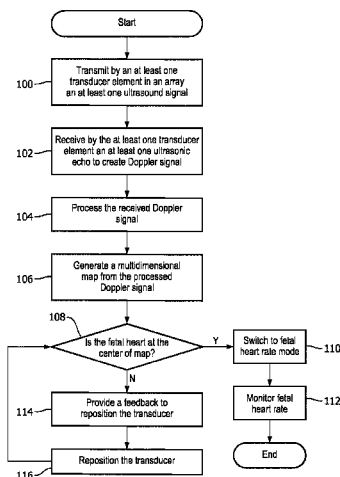 Start
100
Transmit by an at least one
transducer element in an array
an at least one ultrasound signal
102
Receive by the at least one transducer
element an at least one ultrasonic
echo to create Doppler signal
104
Process the received Doppler
signal
106
Generate a multidimensional
map from the processed
Doppler signal
108
Is the fetal heart at the
center of map?
Y
Switch to fetal
heart rate mode
110
N
114
Provide a feedback to
reposition the transducer
Monitor fetal
heart rate
112
116
Reposition the transducer
End